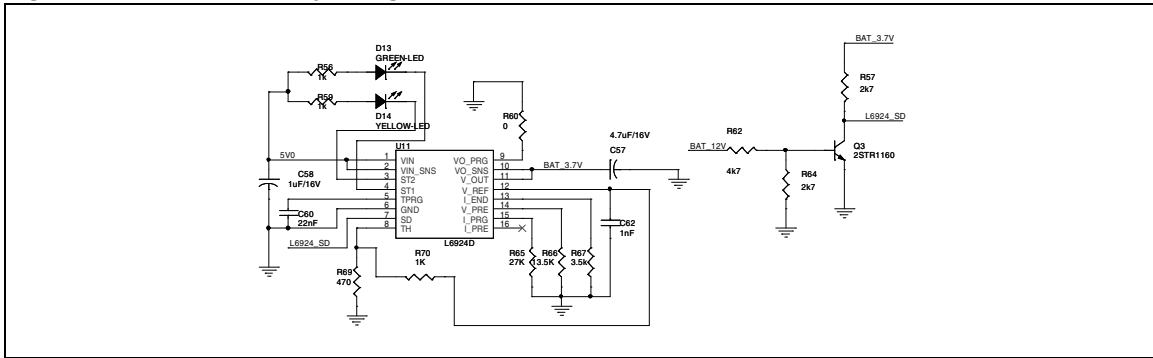 D13
GREEN-LED
R56
1k
R59
1k
D14
YELLOW-LED
R60
0
U11
5V0
1 VIN
2 VIN_SNS
3 ST2
4 ST1
5 TPRG
6 GND
7 SD
8 TH
VO_PRG 9
VO_SNS 10
V_OUT 11
V_REF 12
I_END 13
V_PRE 14
I_PRG 15
I_PRE 16
L6924D
C58
1uF/16V
C60
22nF
L6924_SD
R69
470
R70
1K
BAT_3.7V
4.7uF/16V
C57
C62
1nF
R65
27K
R66
13.5K
R67
3.5k
BAT_12V
R62
4k7
R64
2k7
BAT_3.7V
R57
2k7
L6924_SD
Q3
2STR1160